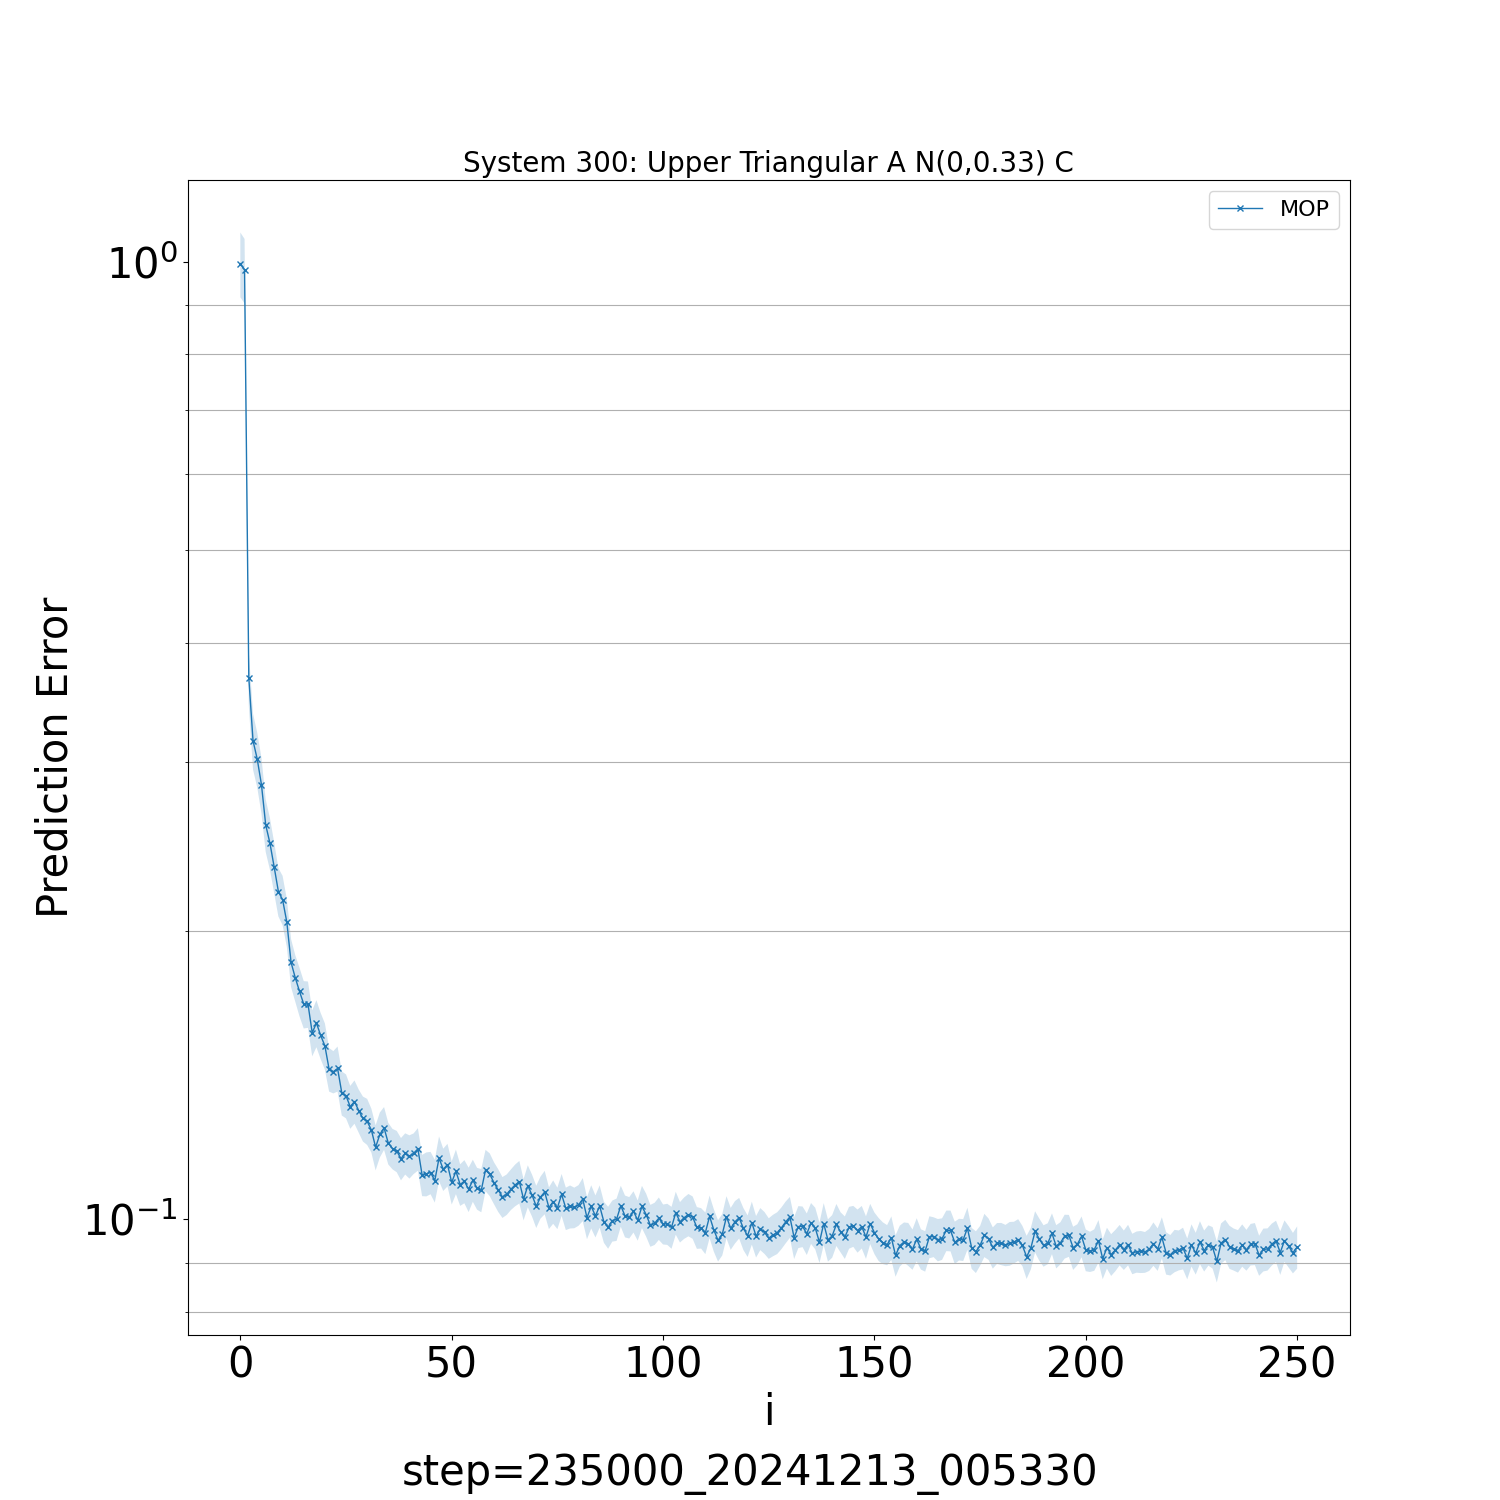 System 300: Upper Triangular A N(0,0.33) C
MOP
10⁰
10⁻¹
Prediction Error
0 50 100 150 200 250
i
step=235000_20241213_005330